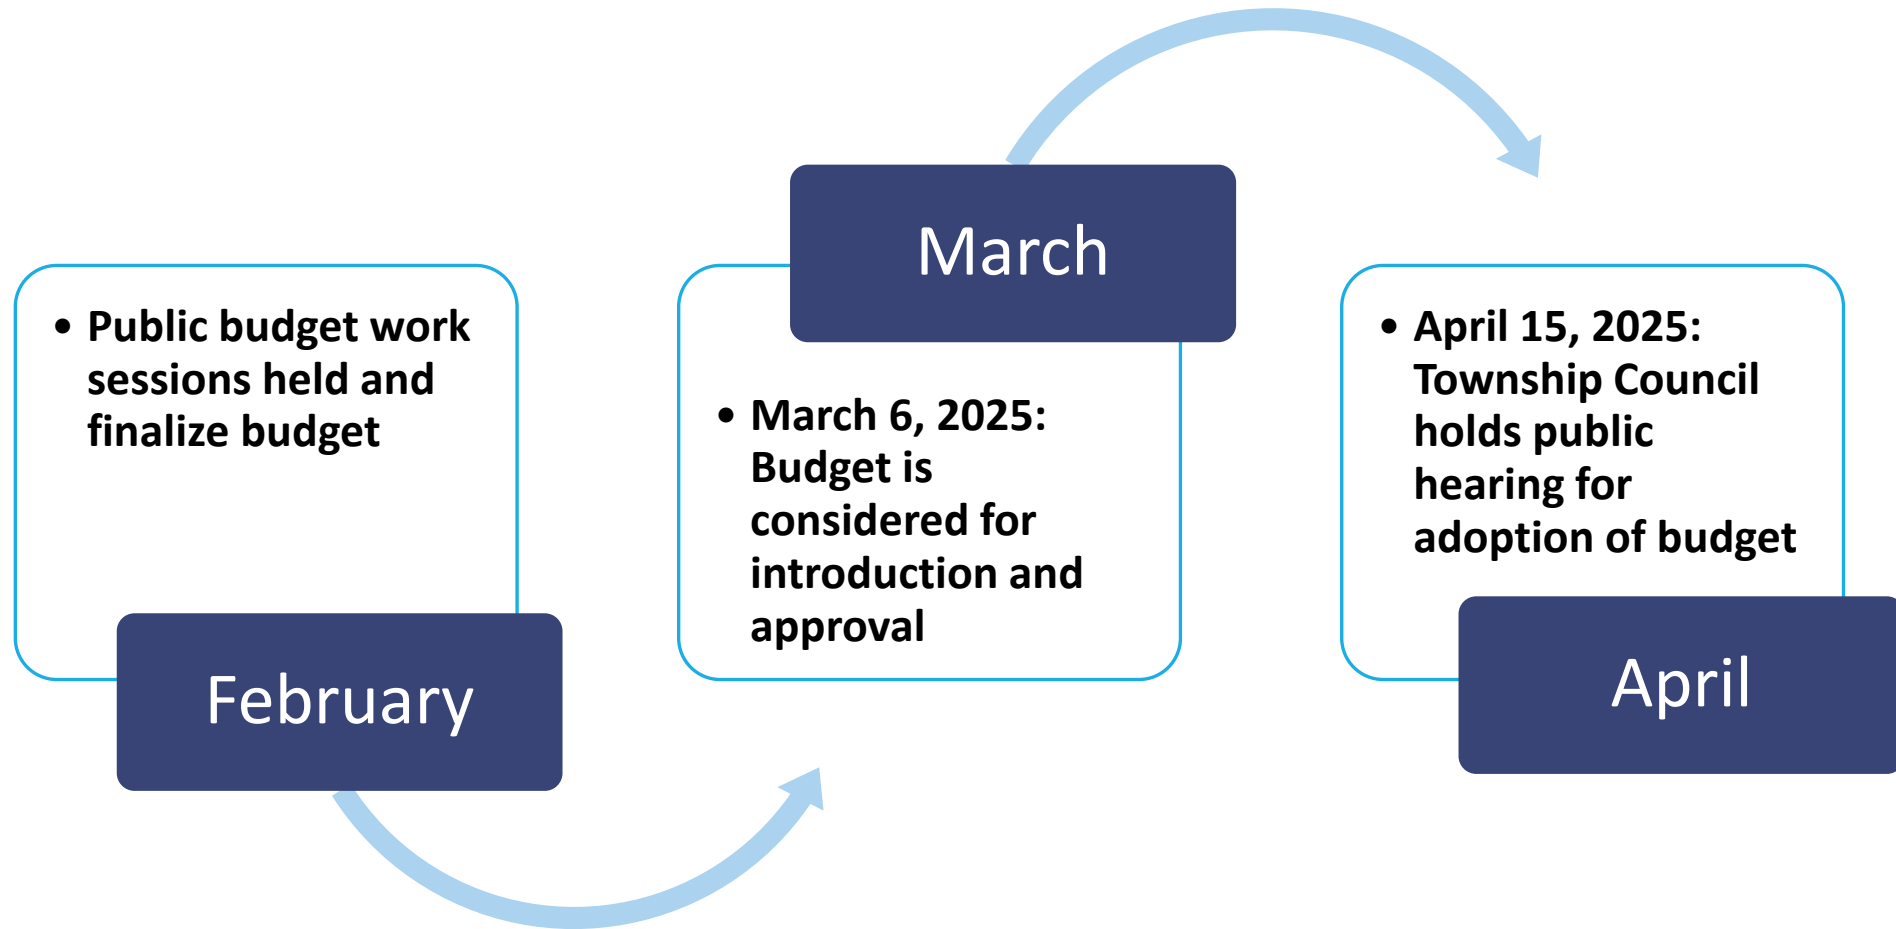 • Public budget work
sessions held and
finalize budget
February
March
• March 6, 2025:
Budget is
considered for
introduction and
approval
• April 15, 2025:
Township Council
holds public
hearing for
adoption of budget
April